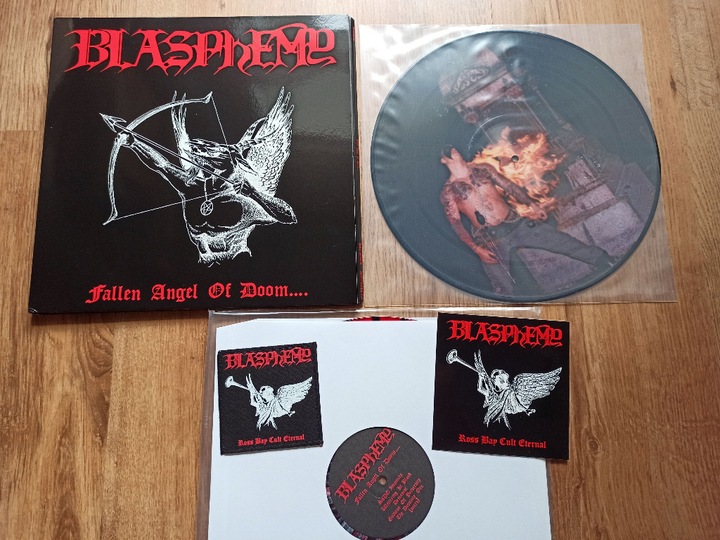 BLASPHEMY
Fallen Angel Of Doom....
BLASPHEMY
Ross Bay Cult Eternal
BLASPHEMY
Ross Bay Cult Eternal
BLASPHEMY
Fallen Angel Of Doom...